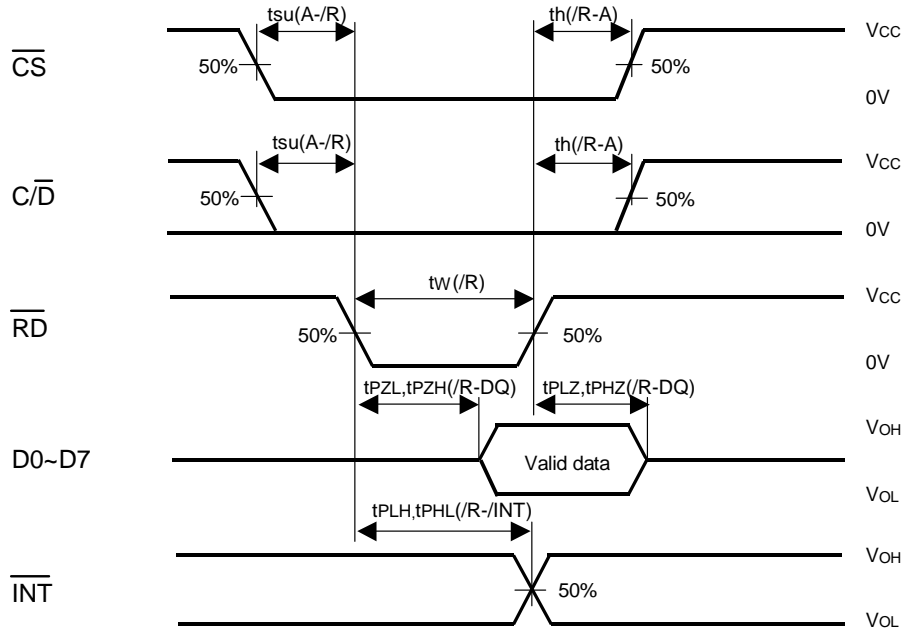 tsu(A-/R) th(/R-A) VCC
CS 50% 50%
0V
tsu(A-/R) th(/R-A) VCC
C/D 50% 50%
0V
tW(/R) VCC
RD 50% 50%
0V
tPZL,tPZH(/R-DQ) tPLZ,tPHZ(/R-DQ)
VOH
D0~D7 Valid data
VOL
tPLH,tPHL(/R-/INT)
VOH
INT 50%
VOL